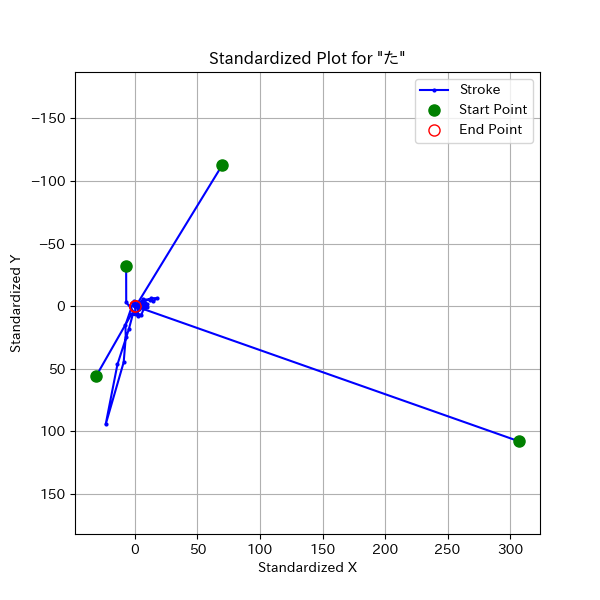 Standardized Plot for "た"
Stroke
Start Point
End Point
−150
−100
−50
0
50
100
150
Standardized Y
0 50 100 150 200 250 300
Standardized X